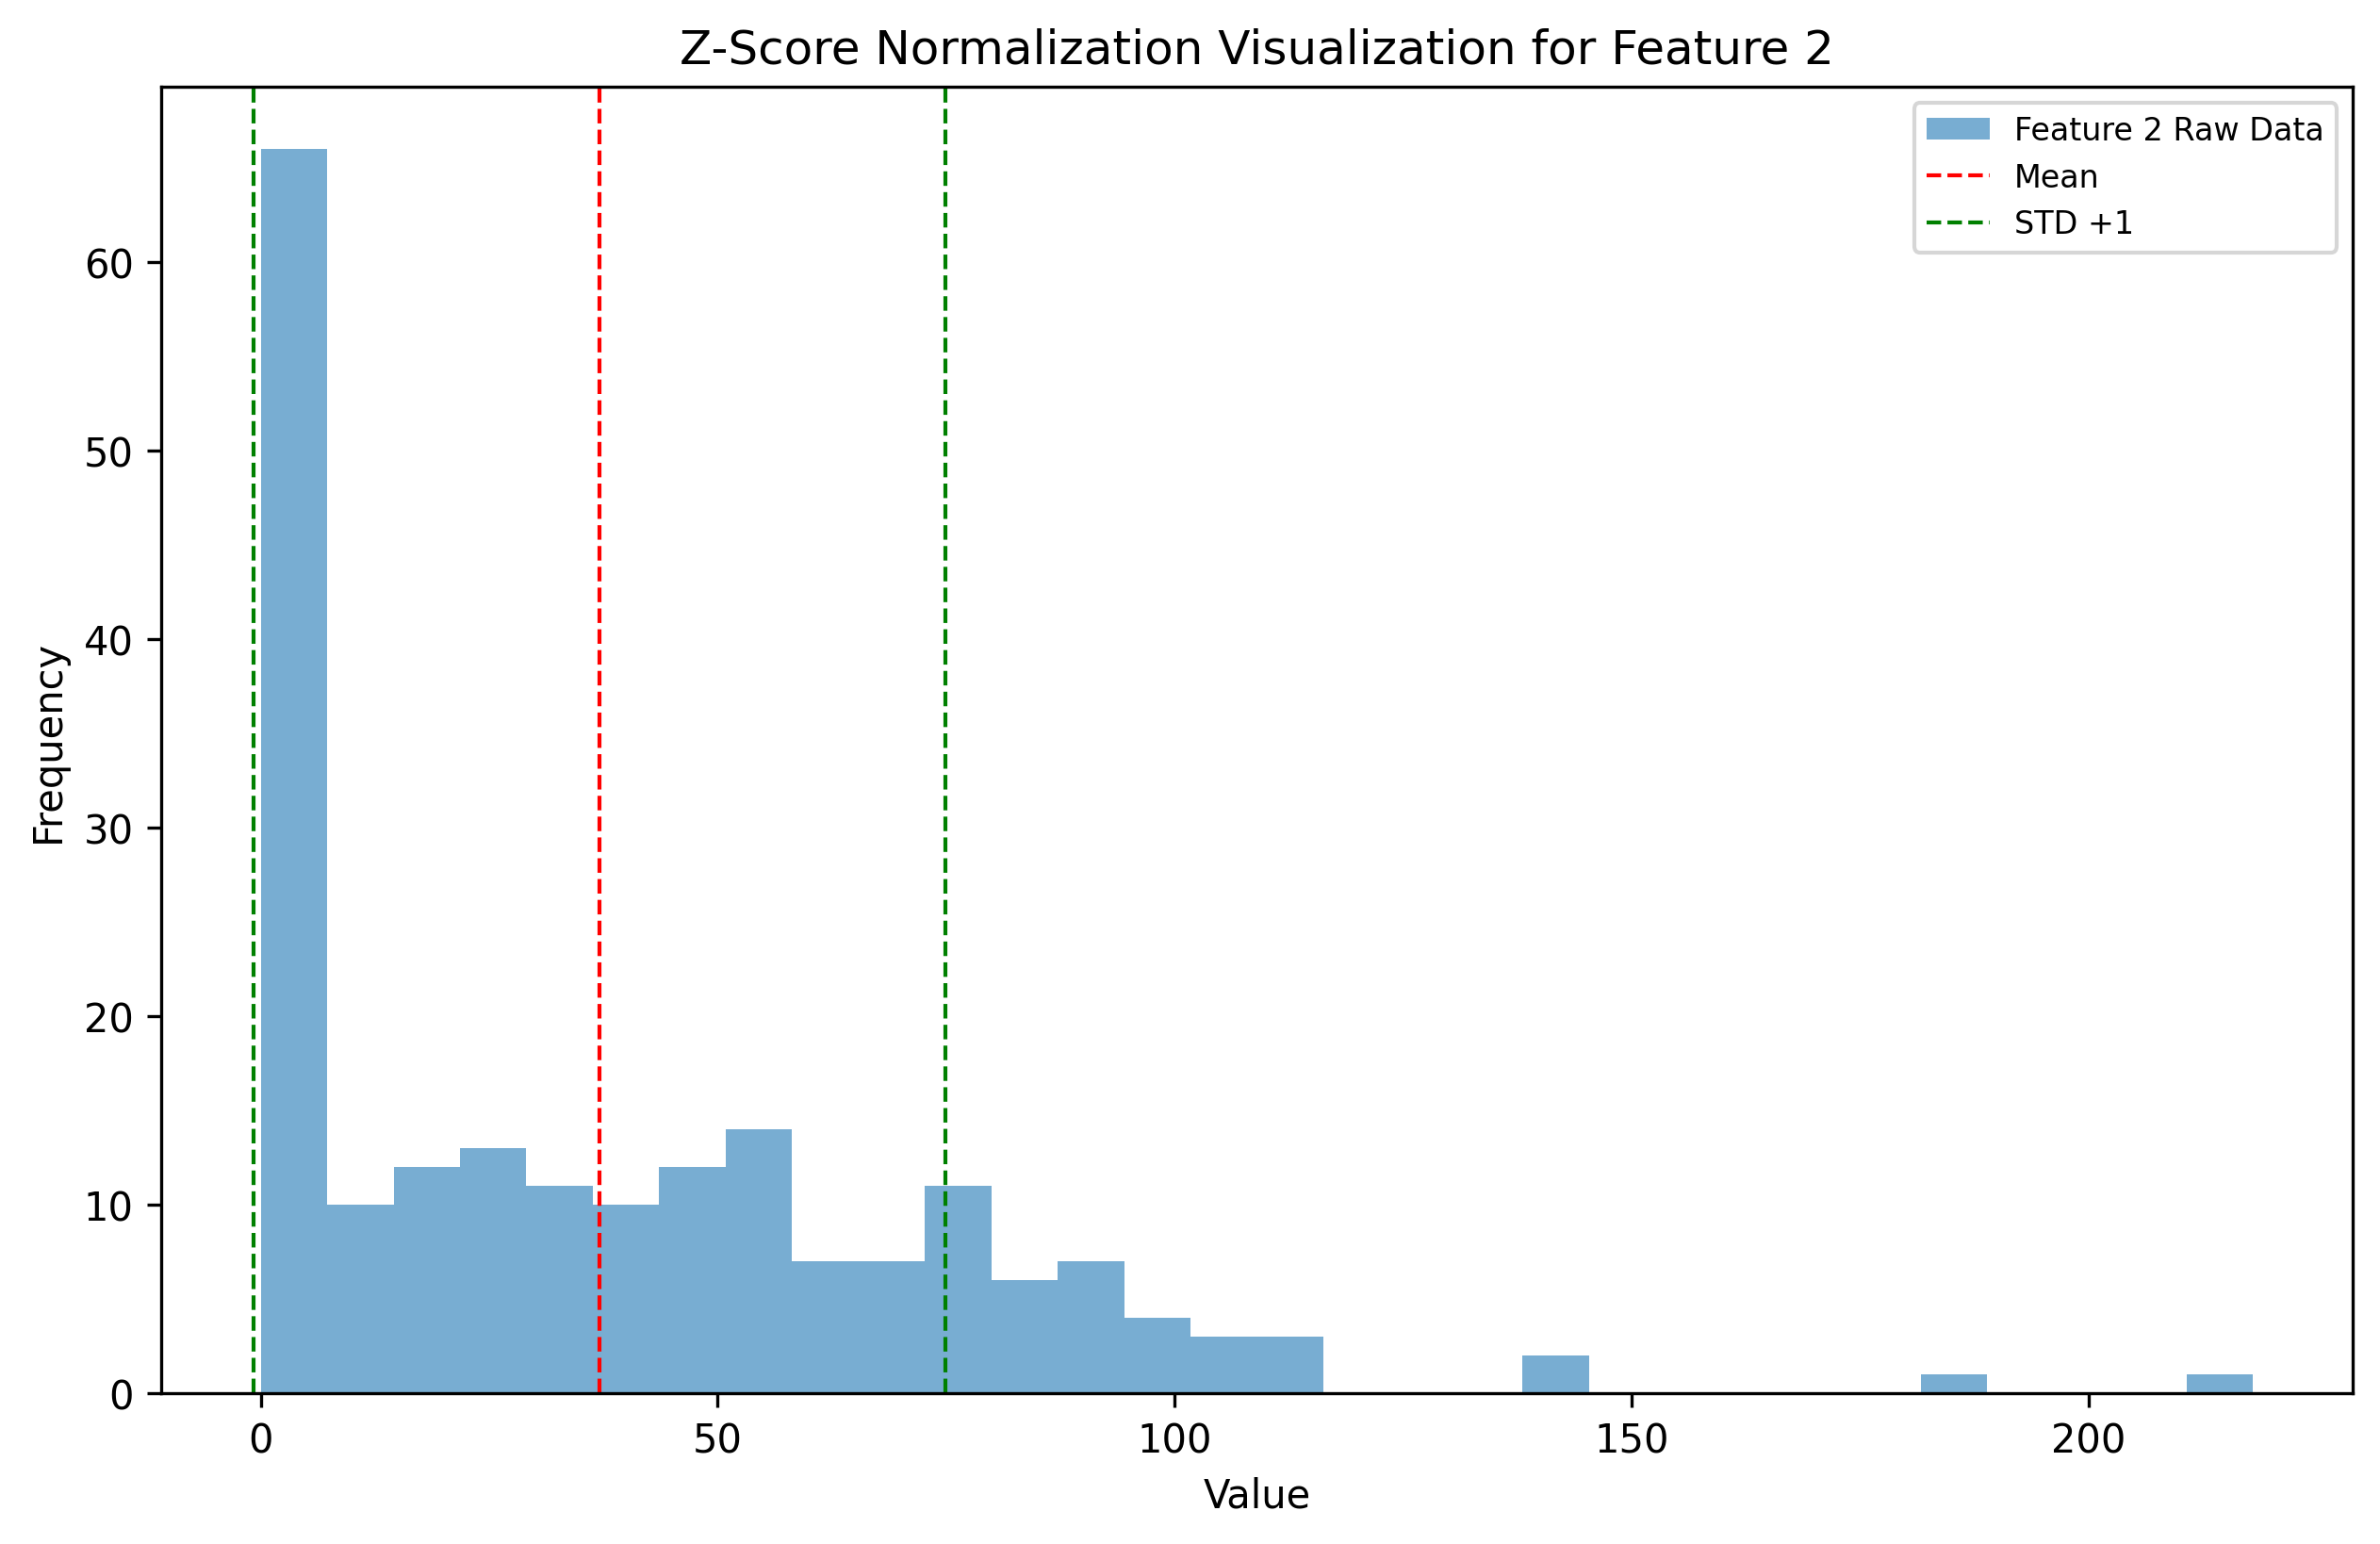 Z-Score Normalization Visualization for Feature 2
Feature 2 Raw Data
Mean
STD +1
Frequency
60
50
40
30
20
10
0
0 50 100 150 200
Value